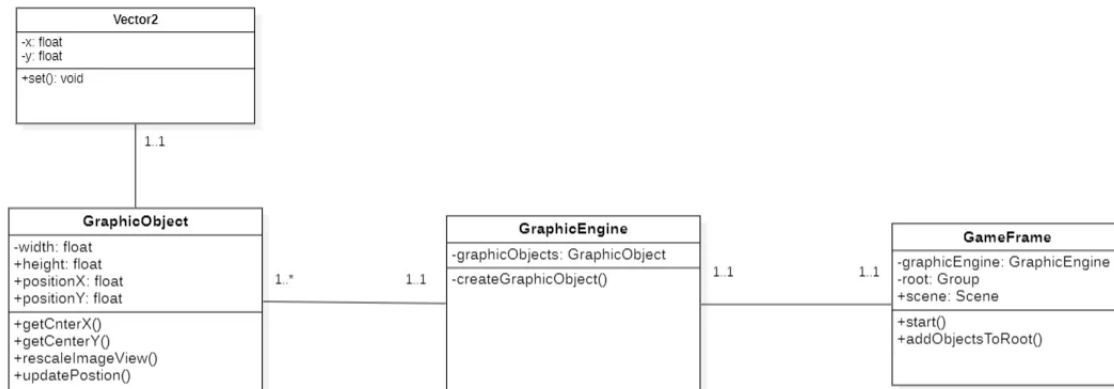 Vector2
-x: float
-y: float
+set(): void
1..1
GraphicObject
-width: float
+height: float
+positionX: float
+positionY: float
+getCnterX()
+getCenterY()
+rescaleImageView()
+updatePostion()
1..*
1..1
GraphicEngine
-graphicObjects: GraphicObject
-createGraphicObject()
1..1
1..1
GameFrame
-graphicEngine: GraphicEngine
-root: Group
+scene: Scene
+start()
+addObjectsToRoot()